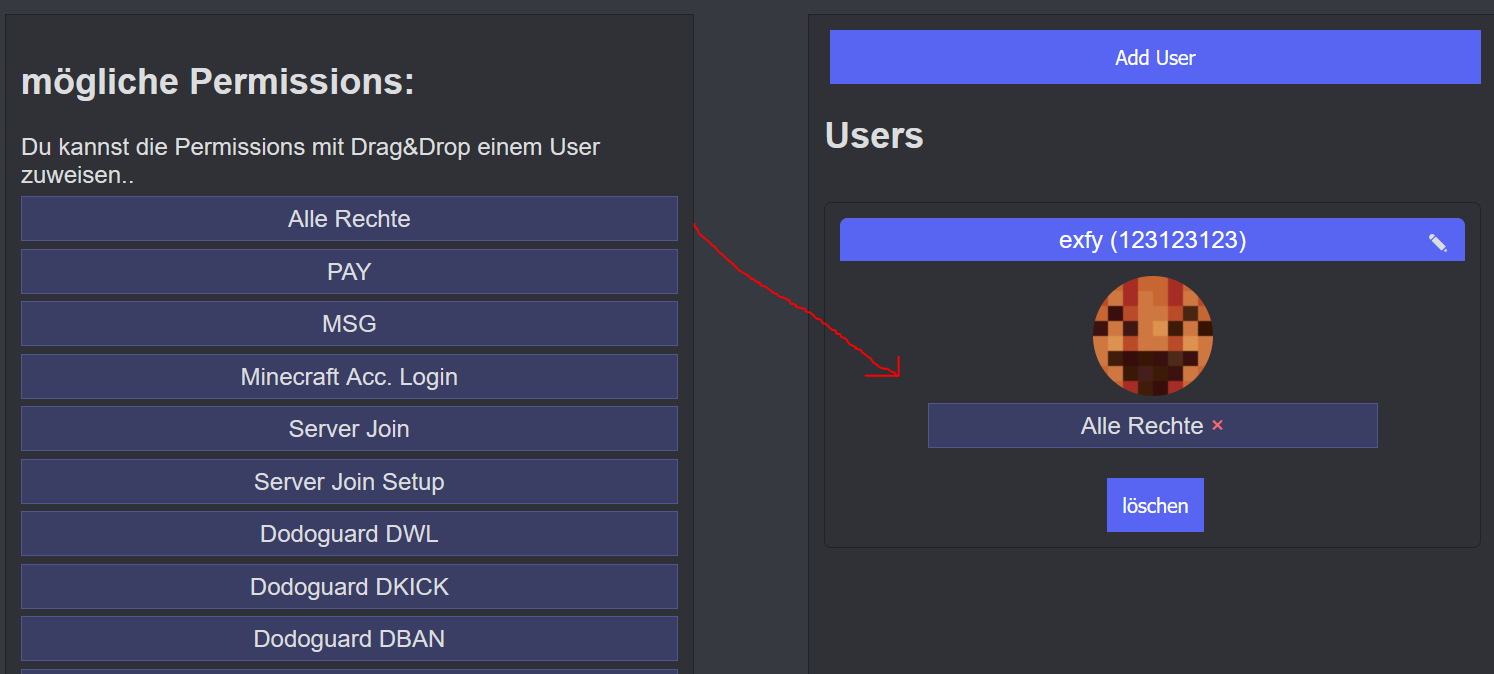 mögliche Permissions:
Du kannst die Permissions mit Drag&Drop einem User
zuweisen..
Alle Rechte
PAY
MSG
Minecraft Acc. Login
Server Join
Server Join Setup
Dodoguard DWL
Dodoguard DKICK
Dodoguard DBAN
Add User
Users
exfy (123123123)
Alle Rechte ×
löschen